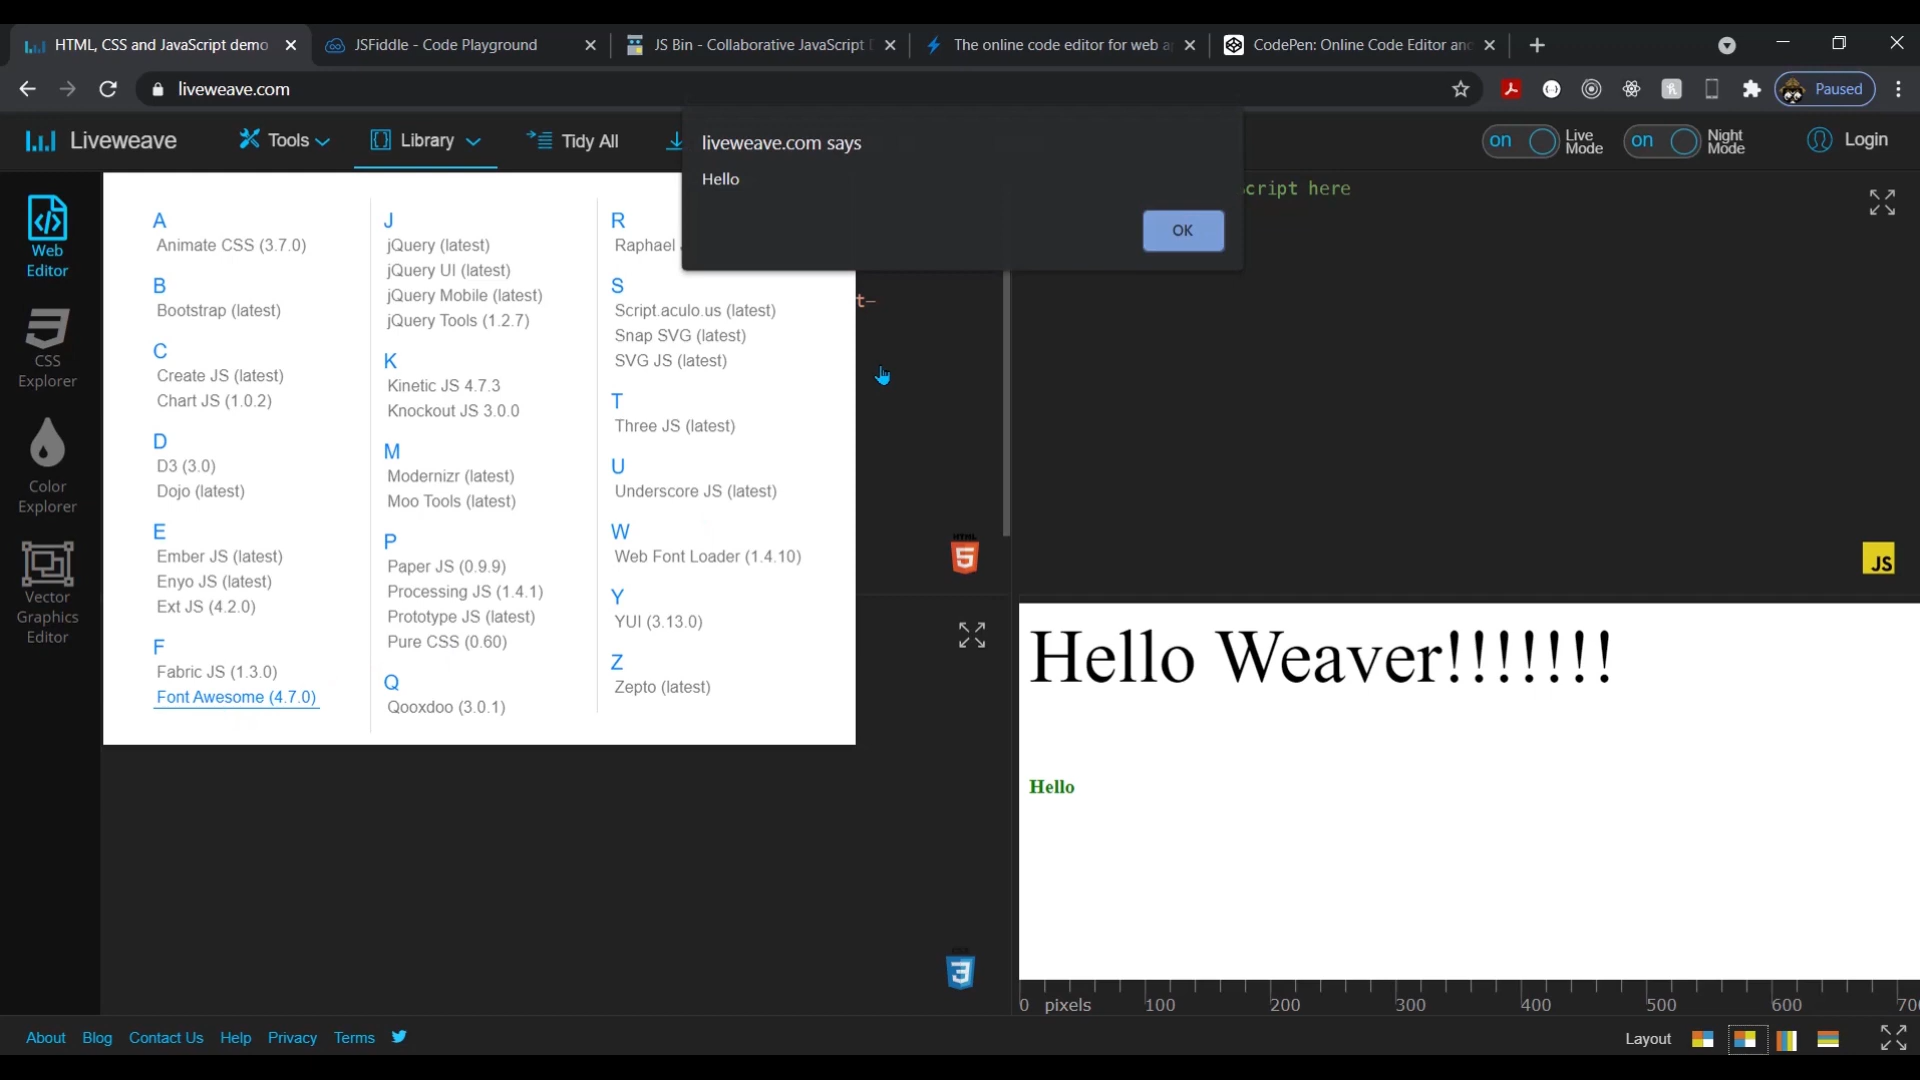 HTML, CSS and JavaScript demo
JSFiddle - Code Playground
JS Bin - Collaborative JavaScript
The online code editor for web a
CodePen: Online Code Editor an
liveweave.com
Paused
Liveweave
Tools
Library
Tidy All
on
Live
Mode
on
Night
Mode
Login
liveweave.com says
Hello
OK
cript here
Web
Editor
CSS
Explorer
Color
Explorer
Vector
Graphics
Editor
A
Animate CSS (3.7.0)
B
Bootstrap (latest)
C
Create JS (latest)
Chart JS (1.0.2)
D
D3 (3.0)
Dojo (latest)
E
Ember JS (latest)
Enyo JS (latest)
Ext JS (4.2.0)
F
Fabric JS (1.3.0)
Font Awesome (4.7.0)
J
jQuery (latest)
jQuery UI (latest)
jQuery Mobile (latest)
jQuery Tools (1.2.7)
K
Kinetic JS 4.7.3
Knockout JS 3.0.0
M
Modernizr (latest)
Moo Tools (latest)
P
Paper JS (0.9.9)
Processing JS (1.4.1)
Prototype JS (latest)
Pure CSS (0.60)
Q
Qooxdoo (3.0.1)
R
Raphael
S
Script.aculo.us (latest)
Snap SVG (latest)
SVG JS (latest)
T
Three JS (latest)
U
Underscore JS (latest)
W
Web Font Loader (1.4.10)
Y
YUI (3.13.0)
Z
Zepto (latest)
t-
HTML
5
JS
3
Hello Weaver!!!!!!!
Hello
0 pixels 100 200 300 400 500 600 70
About Blog Contact Us Help Privacy Terms
Layout